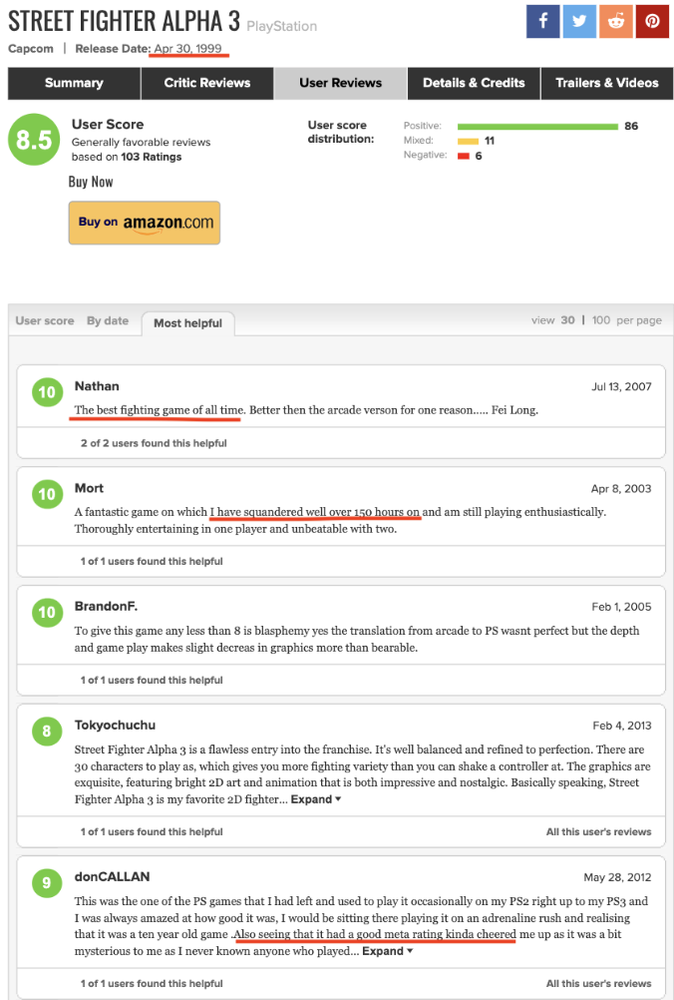 STREET FIGHTER ALPHA 3 PlayStation
Capcom | Release Date: Apr 30, 1999
Summary Critic Reviews User Reviews Details & Credits Trailers & Videos
8.5
User Score
Generally favorable reviews
based on 103 Ratings
User score
distribution:
Positive: 86
Mixed: 11
Negative: 6
Buy Now
Buy on amazon.com
User score By date Most helpful view 30 | 100 per page
10 Nathan Jul 13, 2007
The best fighting game of all time. Better then the arcade verson for one reason..... Fei Long.
2 of 2 users found this helpful
10 Mort Apr 8, 2003
A fantastic game on which I have squandered well over 150 hours on and am still playing enthusiastically.
Thoroughly entertaining in one player and unbeatable with two.
1 of 1 users found this helpful
10 BrandonF. Feb 1, 2005
To give this game any less than 8 is blasphemy yes the translation from arcade to PS wasnt perfect but the depth
and game play makes slight decreas in graphics more than bearable.
1 of 1 users found this helpful
8 Tokyochuchu Feb 4, 2013
Street Fighter Alpha 3 is a flawless entry into the franchise. It's well balanced and refined to perfection. There are
30 characters to play as, which gives you more fighting variety than you can shake a controller at. The graphics are
exquisite, featuring bright 2D art and animation that is both impressive and nostalgic. Basically speaking, Street
Fighter Alpha 3 is my favorite 2D fighter... Expand
1 of 1 users found this helpful All this user's reviews
9 donCALLAN May 28, 2012
This was the one of the PS games that I had left and used to play it occasionally on my PS2 right up to my PS3 and
I was always amazed at how good it was, I would be sitting there playing it on an adrenaline rush and realising
that it was a ten year old game .Also seeing that it had a good meta rating kinda cheered me up as it was a bit
mysterious to me as I never known anyone who played... Expand
1 of 1 users found this helpful All this user's reviews